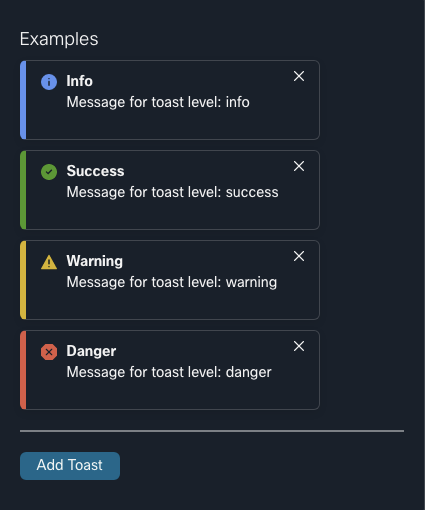 Examples
Info
Message for toast level: info
Success
Message for toast level: success
Warning
Message for toast level: warning
Danger
Message for toast level: danger
Add Toast